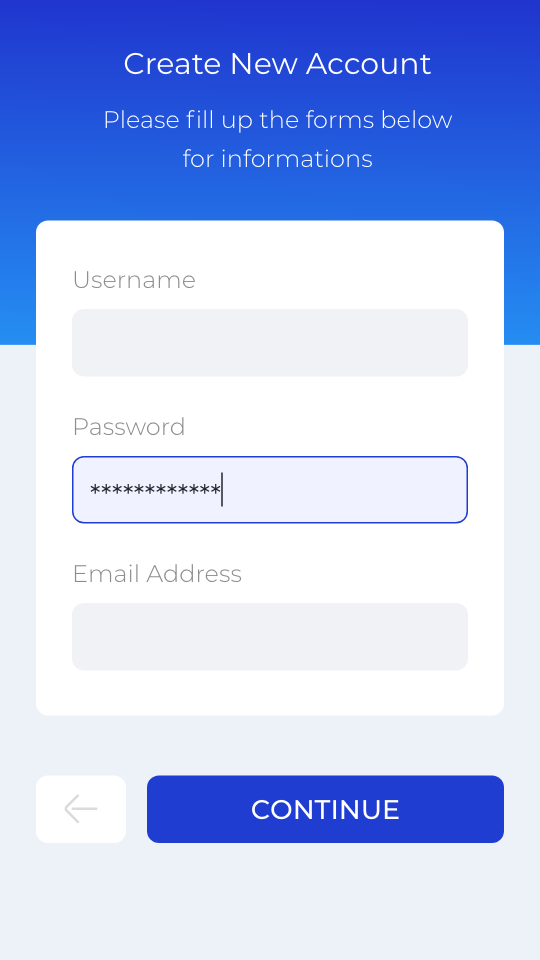 Create New Account
Please fill up the forms below
for informations
Username
Password
************
Email Address
CONTINUE